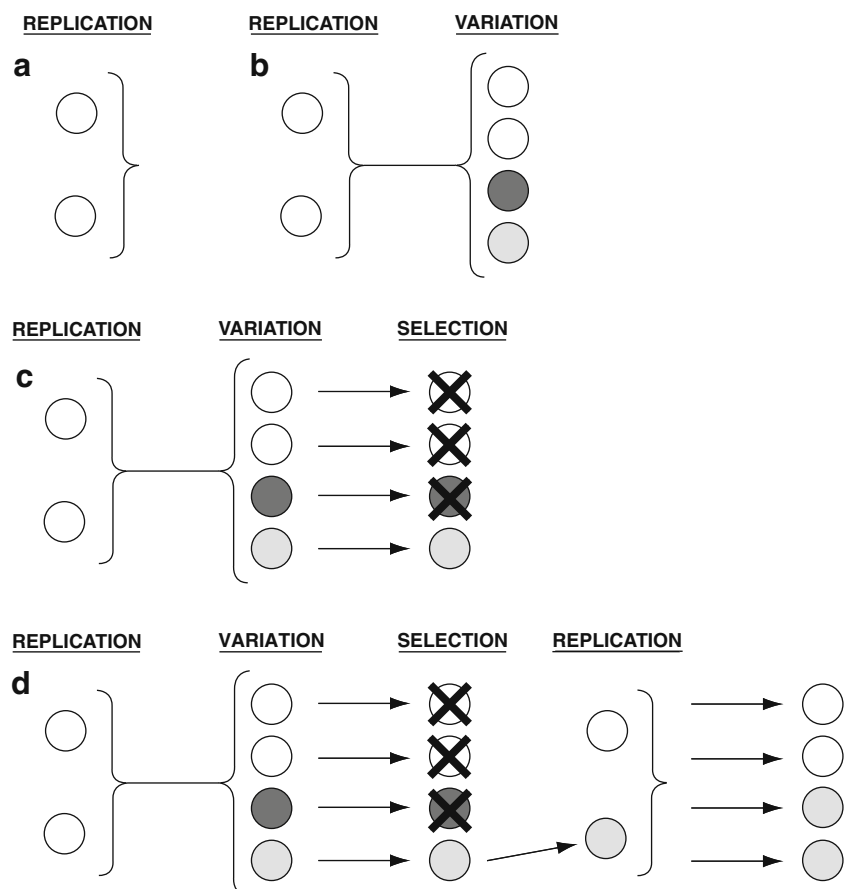 REPLICATION REPLICATION VARIATION
a b
REPLICATION VARIATION SELECTION
c
REPLICATION VARIATION SELECTION REPLICATION
d